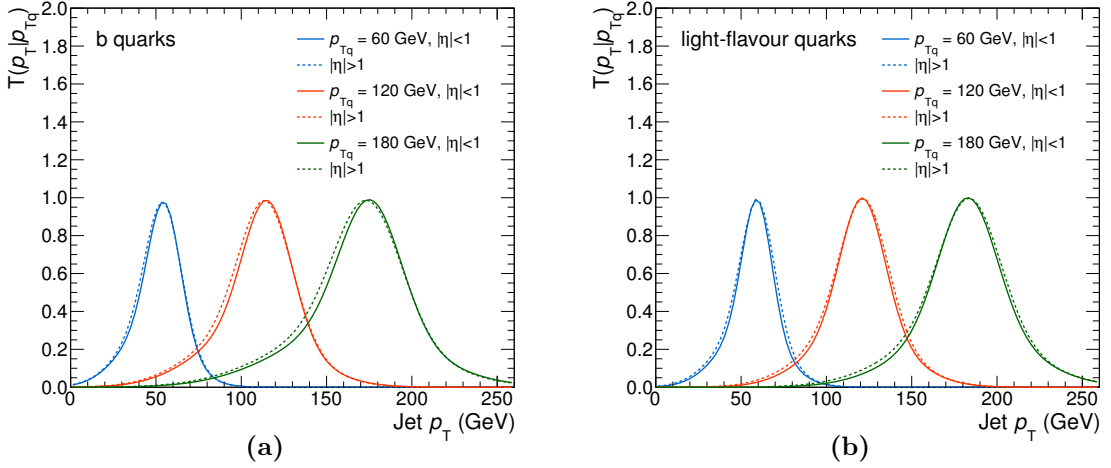 T(p_T|p_Tq)
2.0
1.8
1.6
1.4
1.2
1.0
0.8
0.6
0.4
0.2
0.0
b quarks
p_Tq = 60 GeV, |η|<1
|η|>1
p_Tq = 120 GeV, |η|<1
|η|>1
p_Tq = 180 GeV, |η|<1
|η|>1
0 50 100 150 200 250
Jet p_T (GeV)
(a)
T(p_T|p_Tq)
2.0
1.8
1.6
1.4
1.2
1.0
0.8
0.6
0.4
0.2
0.0
light-flavour quarks
p_Tq = 60 GeV, |η|<1
|η|>1
p_Tq = 120 GeV, |η|<1
|η|>1
p_Tq = 180 GeV, |η|<1
|η|>1
0 50 100 150 200 250
Jet p_T (GeV)
(b)